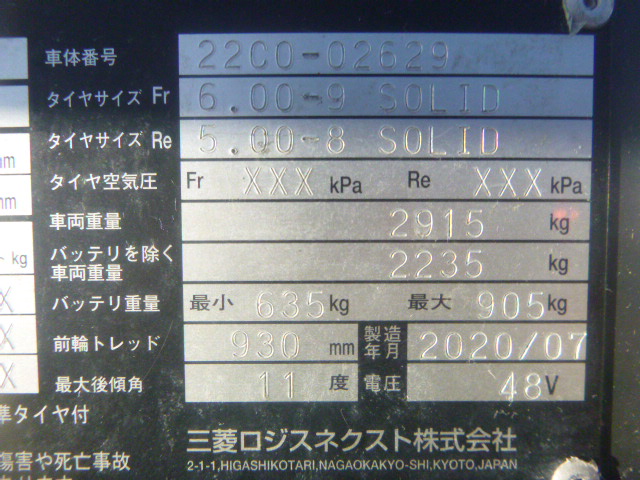 車体番号 22C0-02629
タイヤサイズ Fr 6.00-9 SOLID
タイヤサイズ Re 5.00-8 SOLID
mm
タイヤ空気圧 Fr XXX kPa Re XXX kPa
mm
車両重量 2915 kg
バッテリを除く車両重量 2235 kg
kg
バッテリ重量 最小 635 kg 最大 905 kg
X
前輪トレッド 930 mm 製造年月 2020/07
X
最大後傾角 11 度 電圧 48V
X
準タイヤ付
三菱ロジスネクスト株式会社
傷害や死亡事故
2-1-1,HIGASHIKOTARI,NAGAOKAKYO-SHI,KYOTO,JAPAN